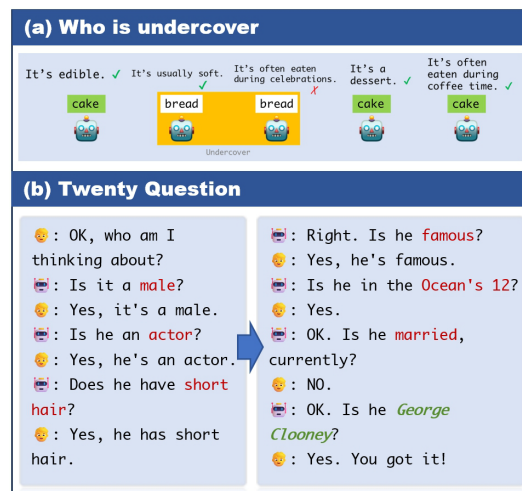 (a) Who is undercover
It's edible. ✓
It's usually soft.
✓
It's often eaten
during celebrations.
✗
It's a
dessert. ✓
It's often
eaten during
coffee time. ✓
cake
bread
bread
cake
cake
Undercover
(b) Twenty Question
: OK, who am I
thinking about?
: Is it a male?
: Yes, it's a male.
: Is he an actor?
: Yes, he's an actor.
: Does he have short
hair?
: Yes, he has short
hair.
: Right. Is he famous?
: Yes, he's famous.
: Is he in the Ocean's 12?
: Yes.
: OK. Is he married,
currently?
: NO.
: OK. Is he George
Clooney?
: Yes. You got it!